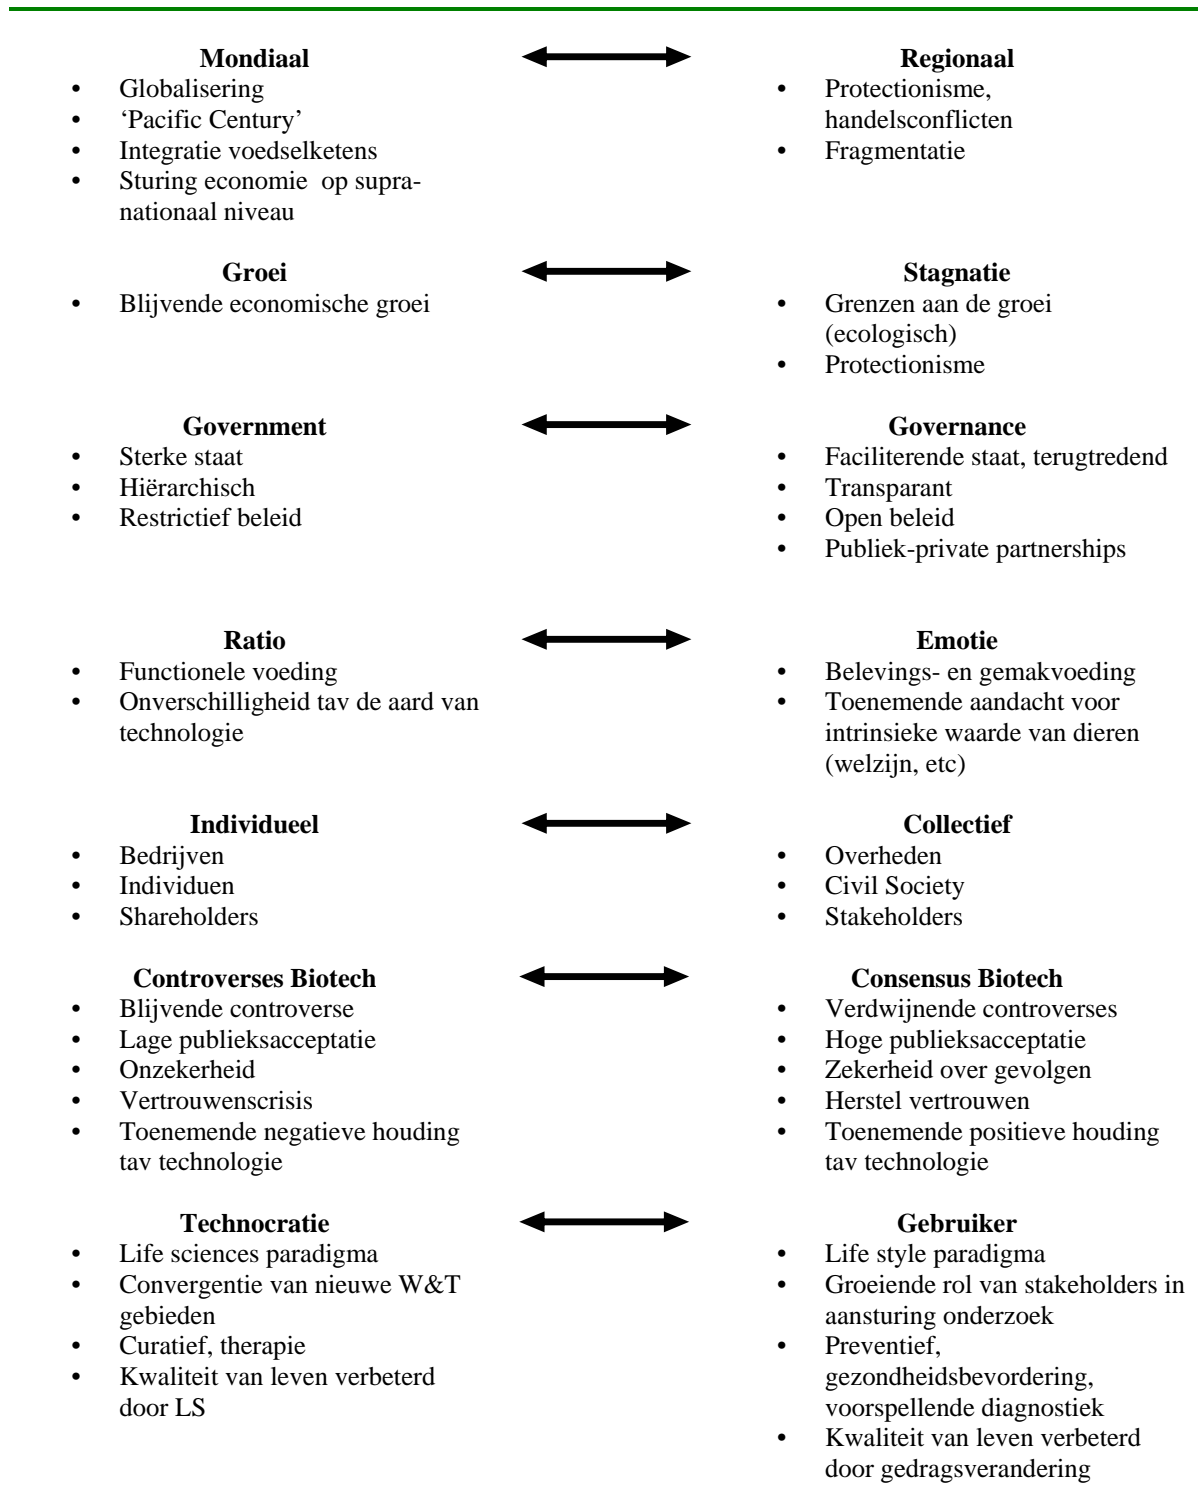 Mondiaal
• Globalisering
• ‘Pacific Century’
• Integratie voedselketens
• Sturing economie op supra-
nationaal niveau
Regionaal
• Protectionisme,
handelsconflicten
• Fragmentatie
Groei
• Blijvende economische groei
Stagnatie
• Grenzen aan de groei
(ecologisch)
• Protectionisme
Government
• Sterke staat
• Hiërarchisch
• Restrictief beleid
Governance
• Faciliterende staat, terugtredend
• Transparant
• Open beleid
• Publiek-private partnerships
Ratio
• Functionele voeding
• Onverschilligheid tav de aard van
technologie
Emotie
• Belevings- en gemakvoeding
• Toenemende aandacht voor
intrinsieke waarde van dieren
(welzijn, etc)
Individueel
• Bedrijven
• Individuen
• Shareholders
Collectief
• Overheden
• Civil Society
• Stakeholders
Controverses Biotech
• Blijvende controverse
• Lage publieksacceptatie
• Onzekerheid
• Vertrouwenscrisis
• Toenemende negatieve houding
tav technologie
Consensus Biotech
• Verdwijnende controverses
• Hoge publieksacceptatie
• Zekerheid over gevolgen
• Herstel vertrouwen
• Toenemende positieve houding
tav technologie
Technocratie
• Life sciences paradigma
• Convergentie van nieuwe W&T
gebieden
• Curatief, therapie
• Kwaliteit van leven verbeterd
door LS
Gebruiker
• Life style paradigma
• Groeiende rol van stakeholders in
aansturing onderzoek
• Preventief,
gezondheidsbevordering,
voorspellende diagnostiek
• Kwaliteit van leven verbeterd
door gedragsverandering